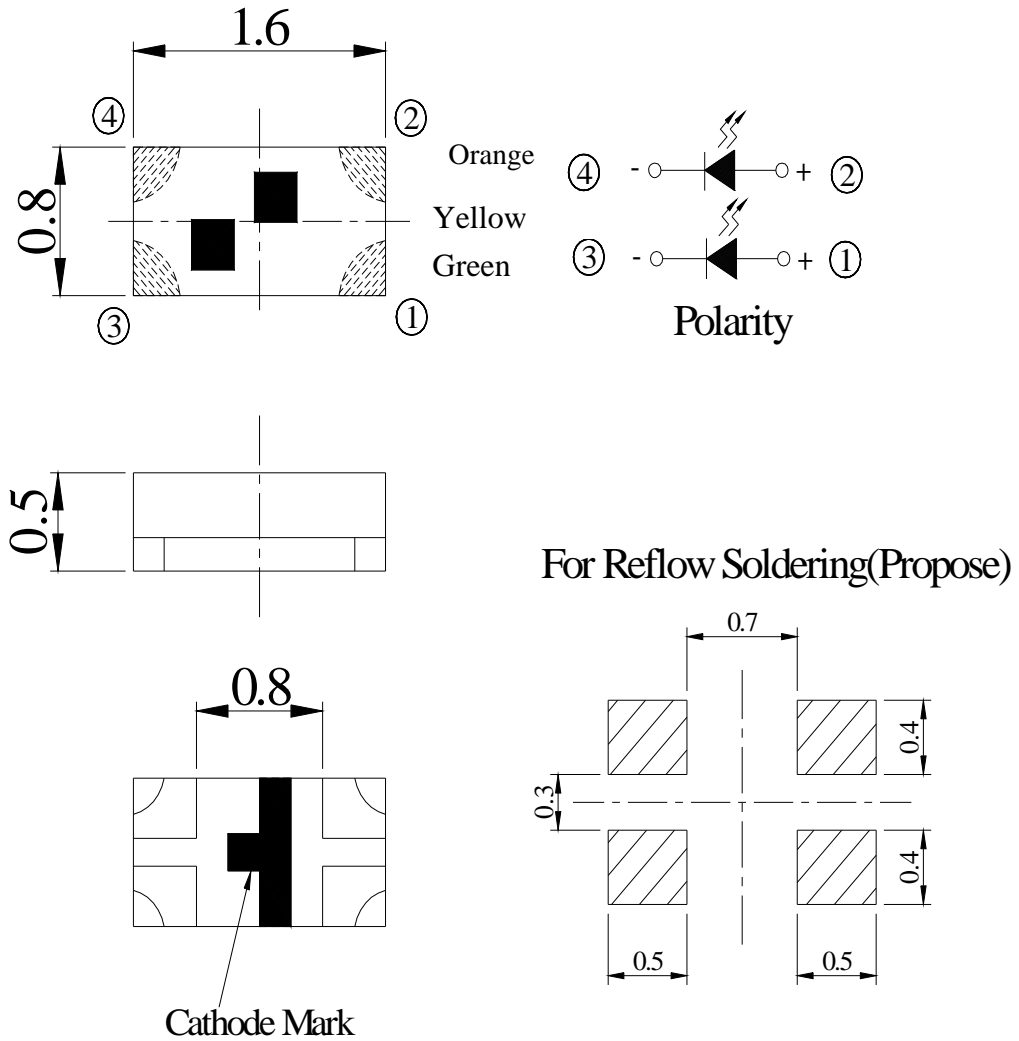 1.6
④
②
Orange
④ - + ②
0.8
Yellow
Green
③ - + ①
③
①
Polarity
0.5
For Reflow Soldering(Propose)
0.7
0.8
0.4
0.3
0.4
0.5
0.5
Cathode Mark